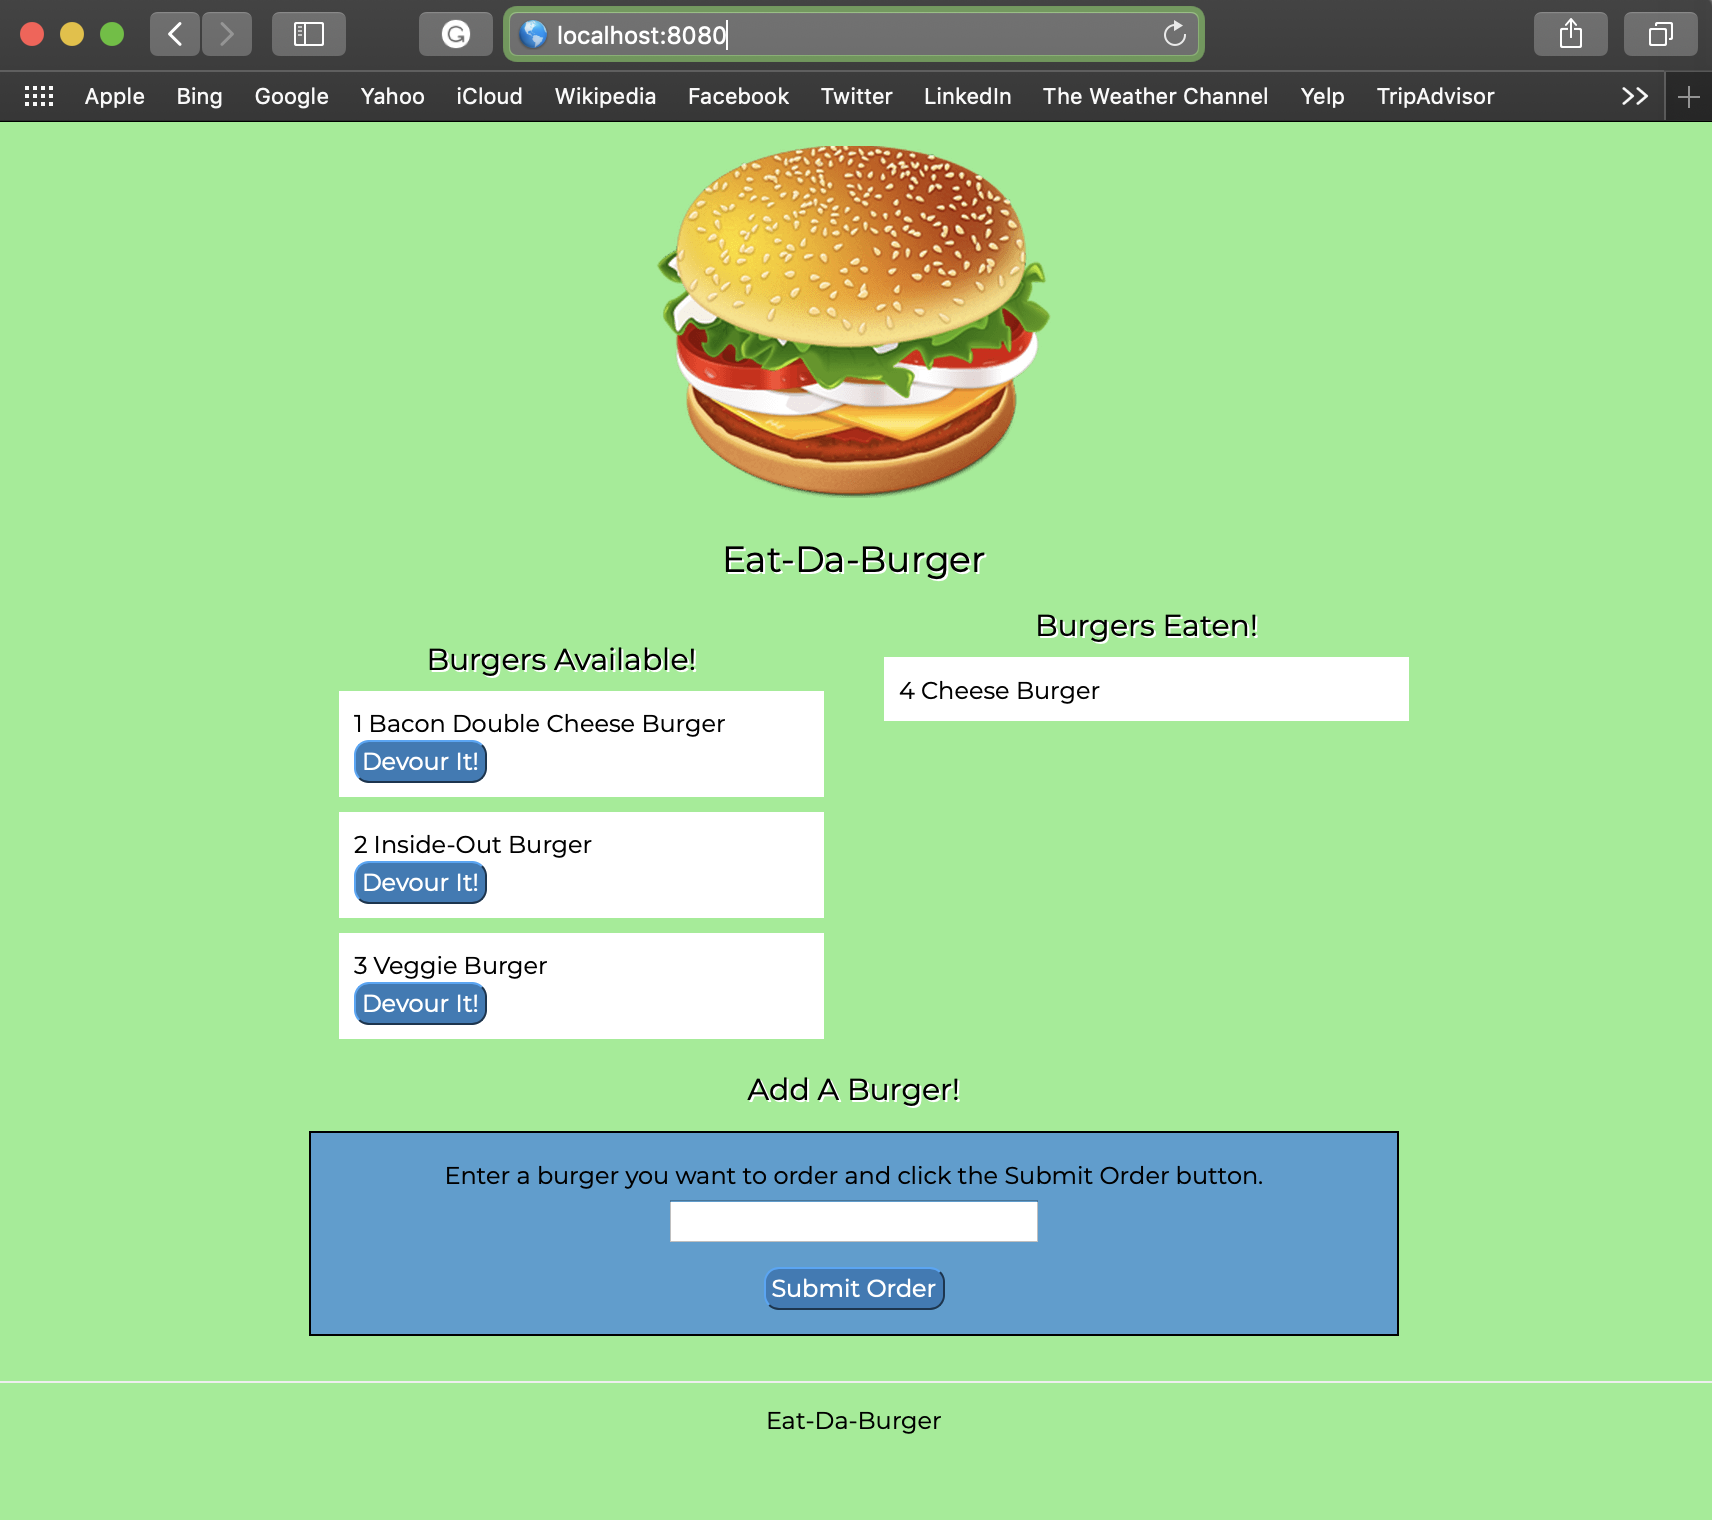 G
localhost:8080
Apple Bing Google Yahoo iCloud Wikipedia Facebook Twitter LinkedIn The Weather Channel Yelp TripAdvisor
Eat-Da-Burger
Burgers Available!
1 Bacon Double Cheese Burger
Devour It!
2 Inside-Out Burger
Devour It!
3 Veggie Burger
Devour It!
Burgers Eaten!
4 Cheese Burger
Add A Burger!
Enter a burger you want to order and click the Submit Order button.
Submit Order
Eat-Da-Burger